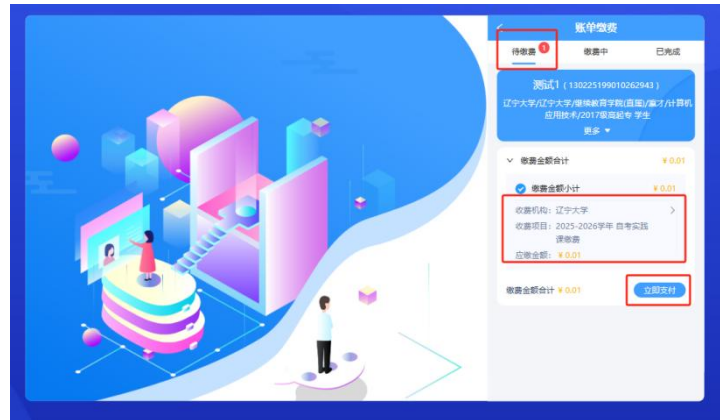 账单缴费
待缴费 1 缴费中 已完成
测试1（130225199010262943）
辽宁大学/辽宁大学/继续教育学院(直属)/赢才/计算机
应用技术/2017级高起专 学生
更多
缴费金额合计 ¥ 0.01
缴费金额小计 ¥ 0.01
收费机构：辽宁大学
收费项目：2025-2026学年 自考实践
课缴费
应缴金额：¥ 0.01
缴费金额合计 ¥ 0.01 立即支付